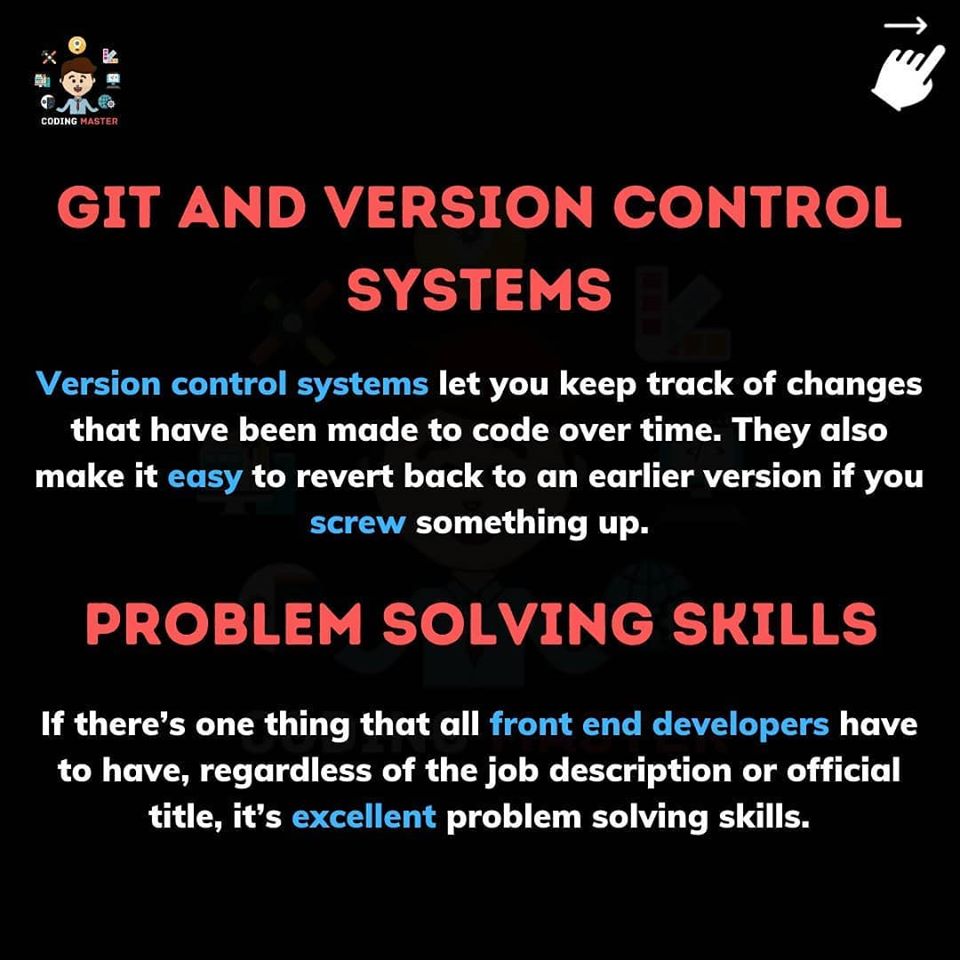 CODING MASTER
GIT AND VERSION CONTROL
SYSTEMS
Version control systems let you keep track of changes
that have been made to code over time. They also
make it easy to revert back to an earlier version if you
screw something up.
PROBLEM SOLVING SKILLS
If there's one thing that all front end developers have
to have, regardless of the job description or official
title, it's excellent problem solving skills.
CODING MASTER